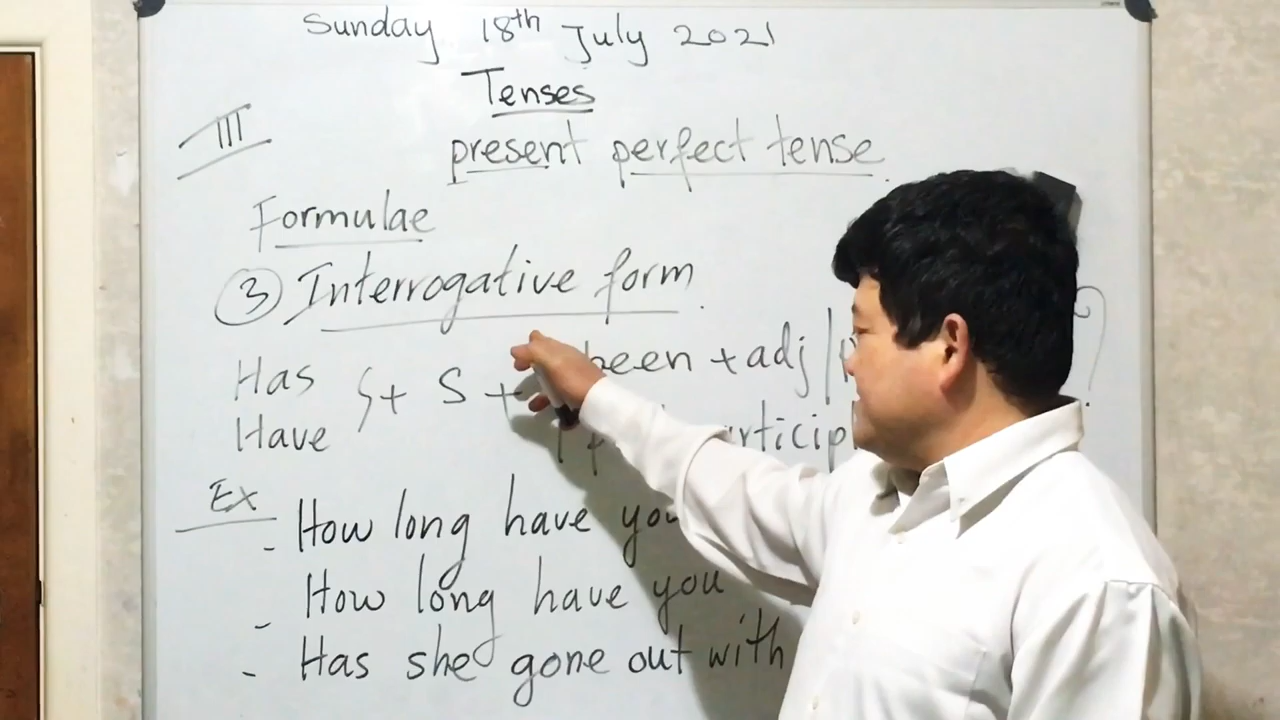 Sunday 18th July 2021
Tenses
III
present perfect tense.
Formulae
③ Interrogative form.
Has
Have } + S +
been + adj | ?
Ex
- How long have you
- How long have you
- Has she gone out with